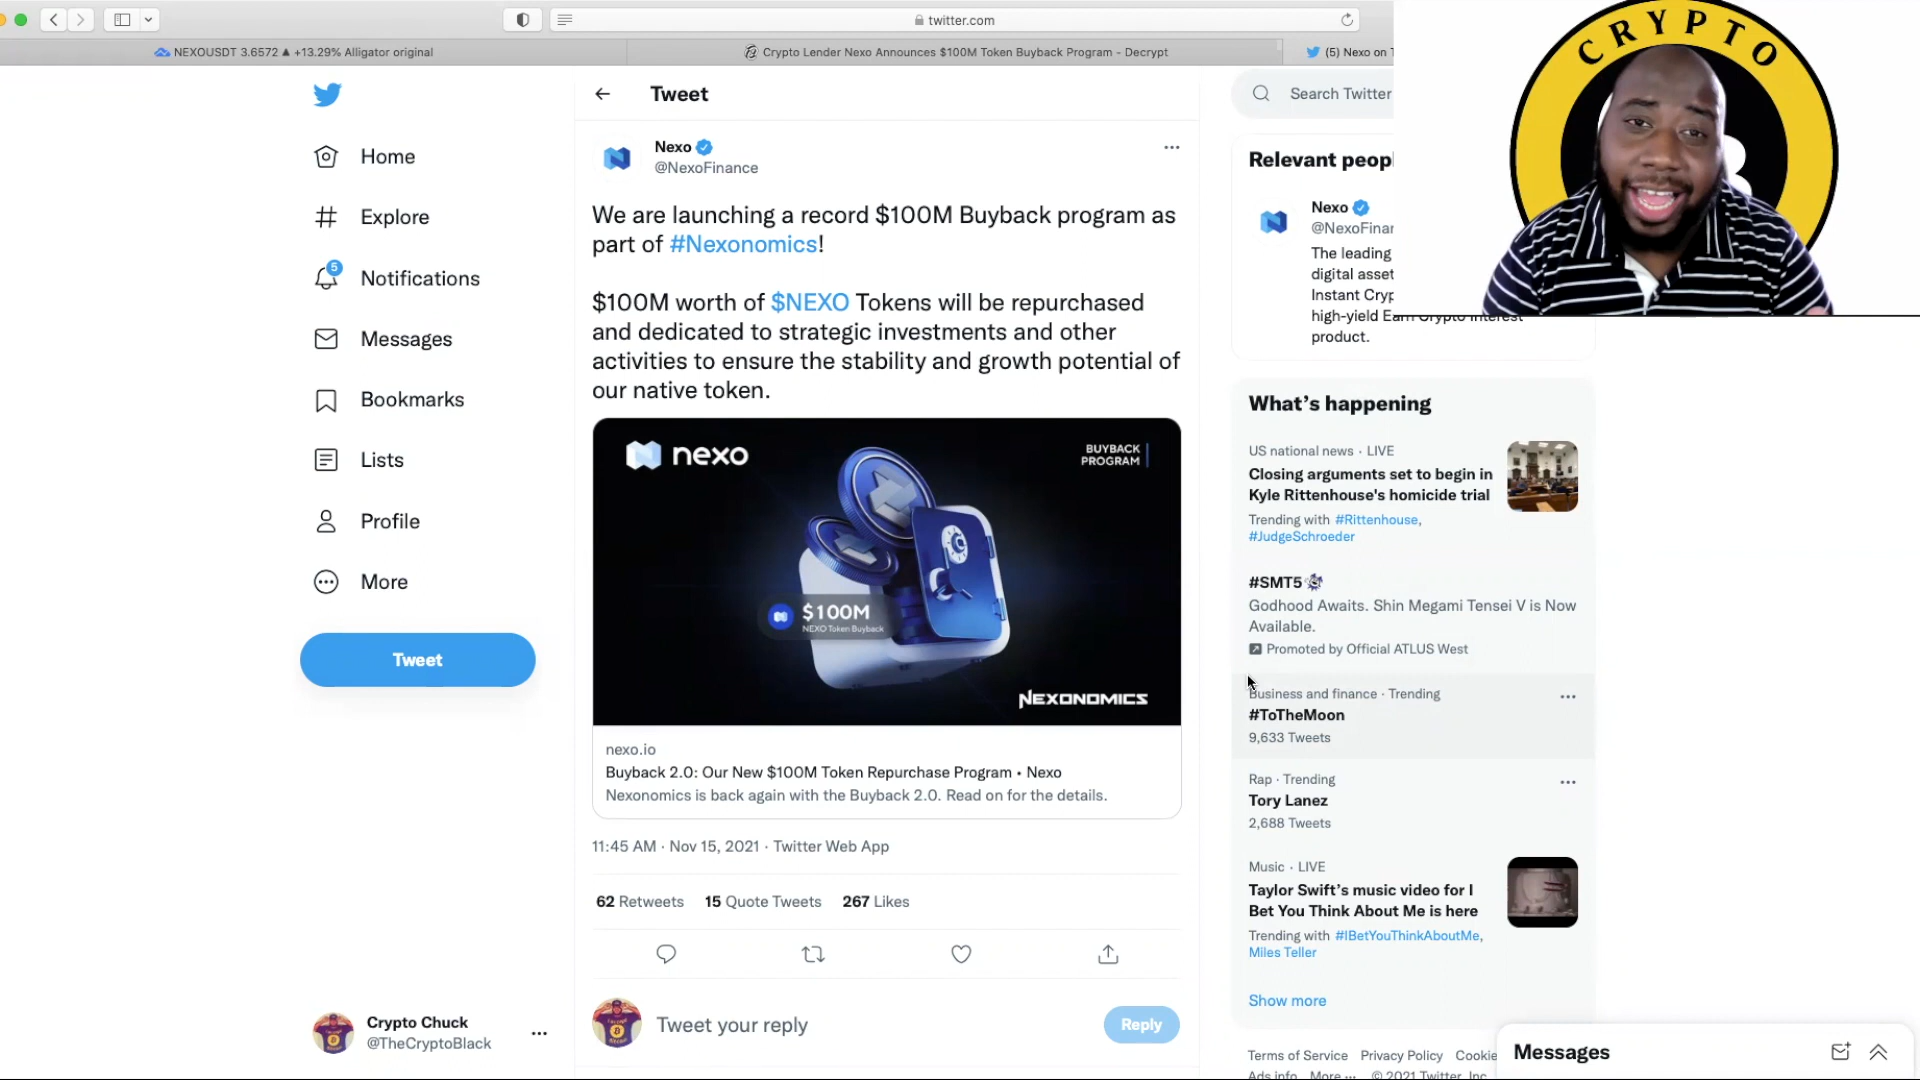 twitter.com
NEXOUSDT 3.6572 ▲ +13.29% Alligator original
Crypto Lender Nexo Announces $100M Token Buyback Program - Decrypt
(5) Nexo on
CRYPTO
Home
Explore
5
Notifications
Messages
Bookmarks
Lists
Profile
More
Tweet
Crypto Chuck
@TheCryptoBlack
Tweet
Nexo
@NexoFinance
We are launching a record $100M Buyback program as
part of #Nexonomics!
$100M worth of $NEXO Tokens will be repurchased
and dedicated to strategic investments and other
activities to ensure the stability and growth potential of
our native token.
nexo
BUYBACK
PROGRAM
$100M
NEXO Token Buyback
NEXONOMICS
nexo.io
Buyback 2.0: Our New $100M Token Repurchase Program • Nexo
Nexonomics is back again with the Buyback 2.0. Read on for the details.
11:45 AM · Nov 15, 2021 · Twitter Web App
62 Retweets 15 Quote Tweets 267 Likes
Tweet your reply
Reply
Search Twitter
Relevant peopl
Nexo
@NexoFinar
The leading
digital asset
Instant Cryp
high-yield Earn Crypto Interest
product.
What's happening
US national news · LIVE
Closing arguments set to begin in
Kyle Rittenhouse's homicide trial
Trending with #Rittenhouse,
#JudgeSchroeder
#SMT5
Godhood Awaits. Shin Megami Tensei V is Now
Available.
Promoted by Official ATLUS West
Business and finance · Trending
#ToTheMoon
9,633 Tweets
Rap · Trending
Tory Lanez
2,688 Tweets
Music · LIVE
Taylor Swift's music video for I
Bet You Think About Me is here
Trending with #IBetYouThinkAboutMe,
Miles Teller
Show more
Terms of Service Privacy Policy Cookie
Ads info More ··· © 2021 Twitter, Inc.
Messages